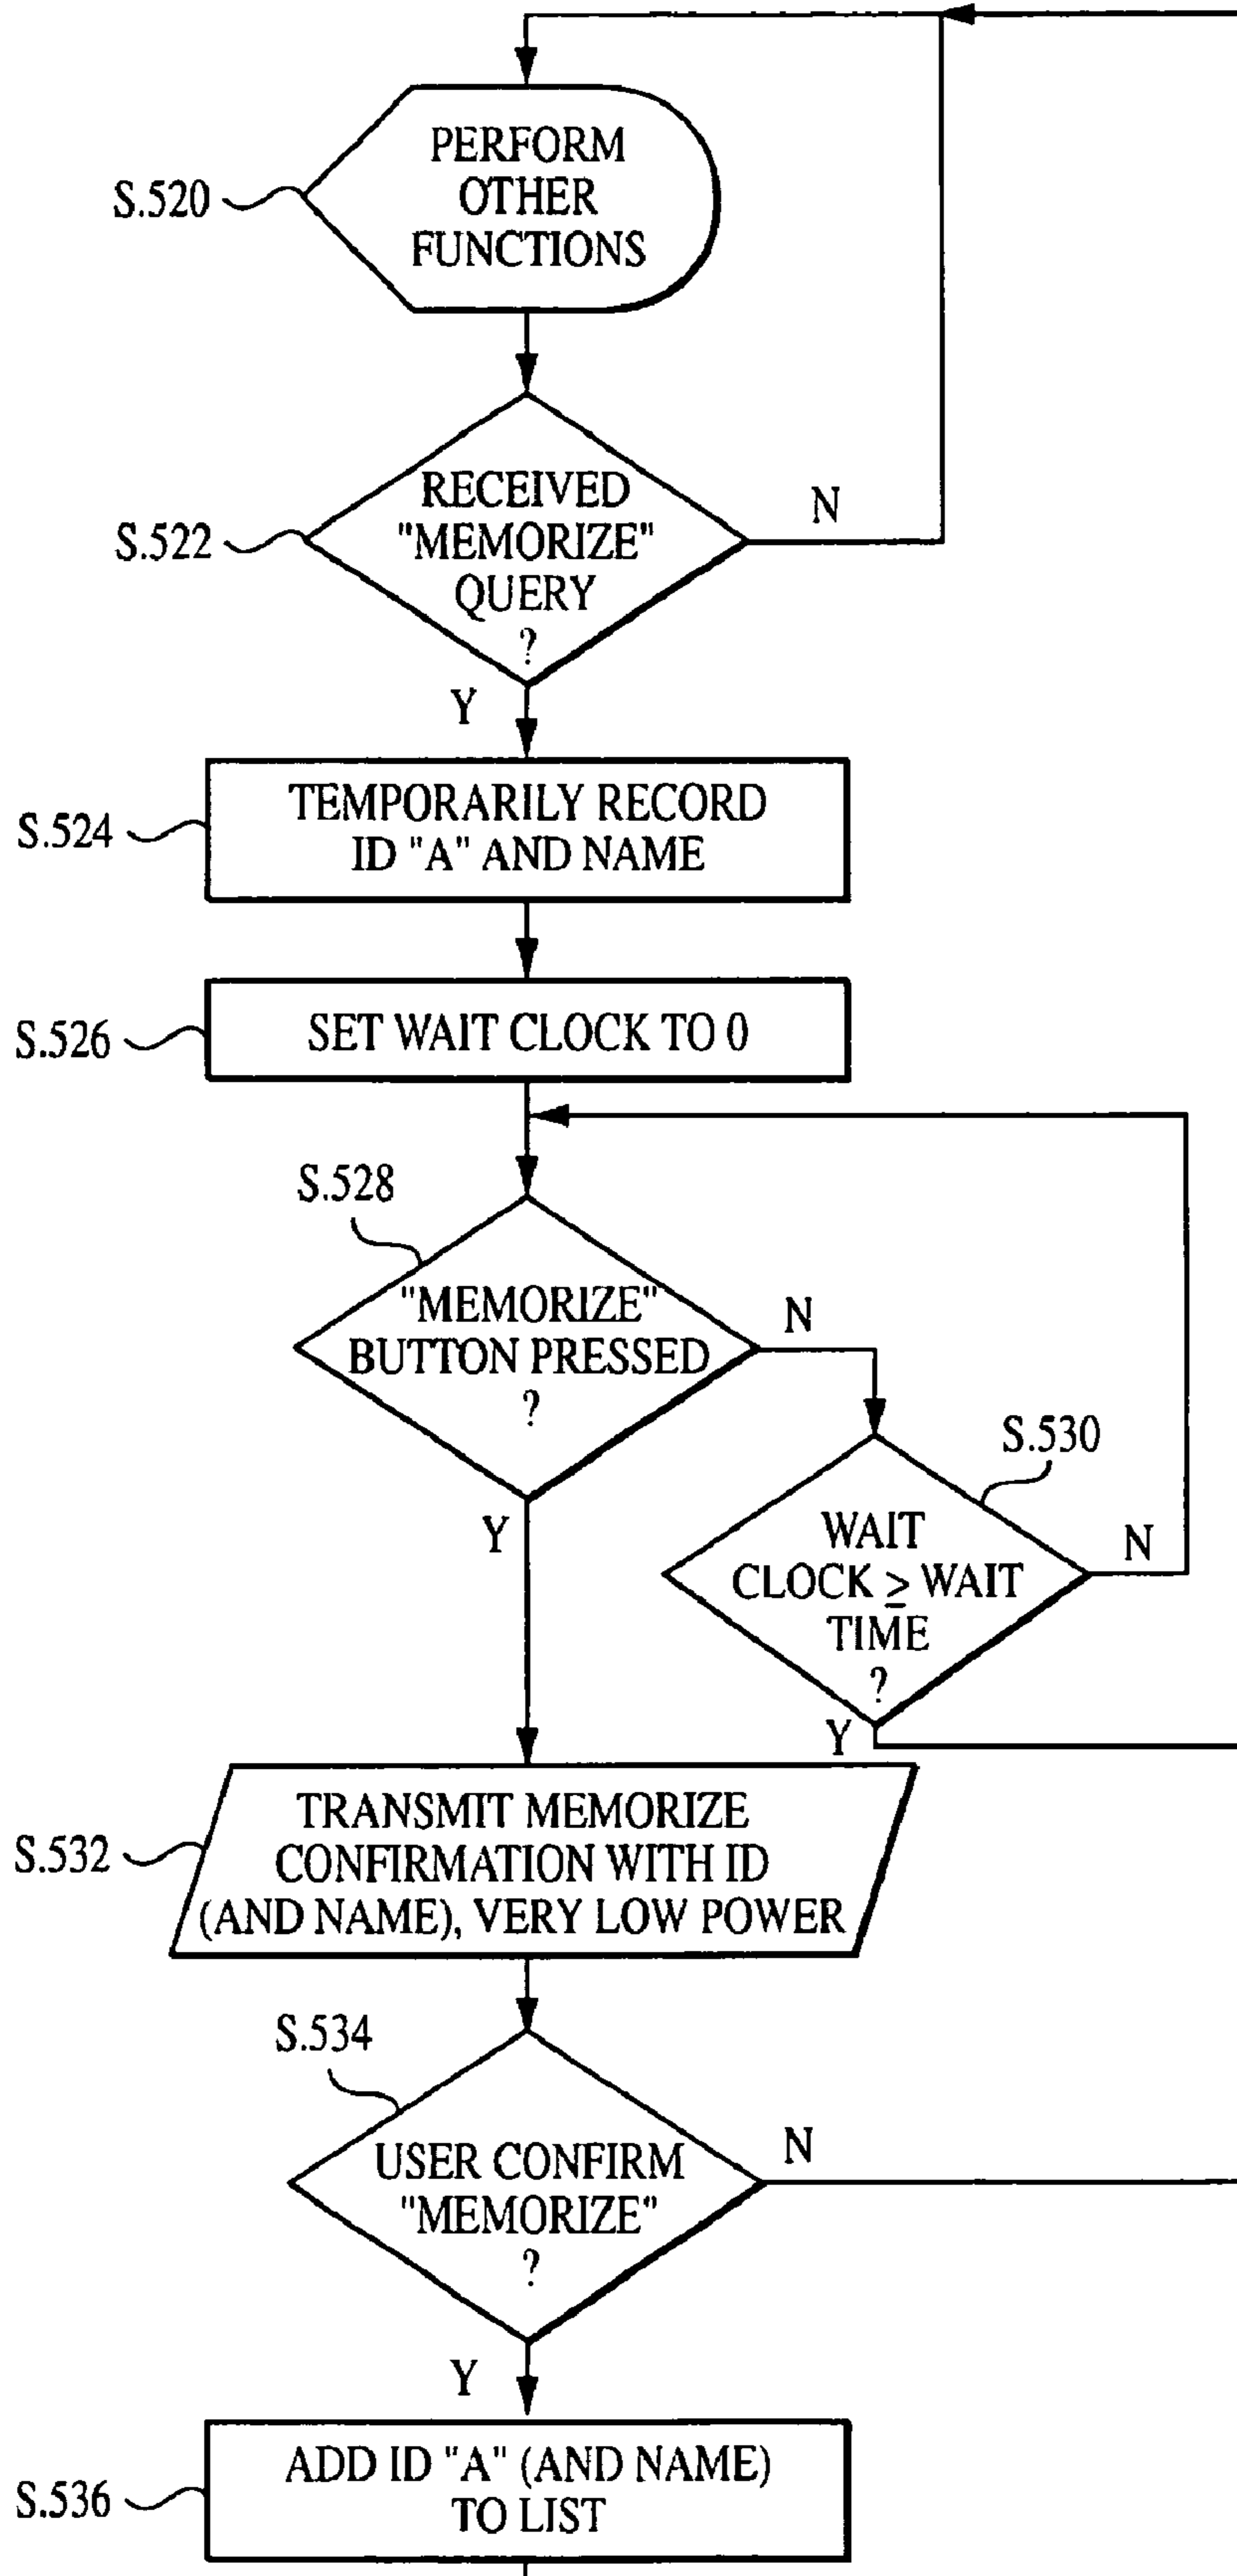 PERFORM
OTHER
FUNCTIONS
S.520
RECEIVED
"MEMORIZE"
QUERY
?
S.522
N
Y
TEMPORARILY RECORD
ID "A" AND NAME
S.524
SET WAIT CLOCK TO 0
S.526
S.528
"MEMORIZE"
BUTTON PRESSED
?
N
Y
S.530
WAIT
CLOCK ≥ WAIT
TIME
?
N
Y
TRANSMIT MEMORIZE
CONFIRMATION WITH ID
(AND NAME), VERY LOW POWER
S.532
S.534
USER CONFIRM
"MEMORIZE"
?
N
Y
ADD ID "A" (AND NAME)
TO LIST
S.536